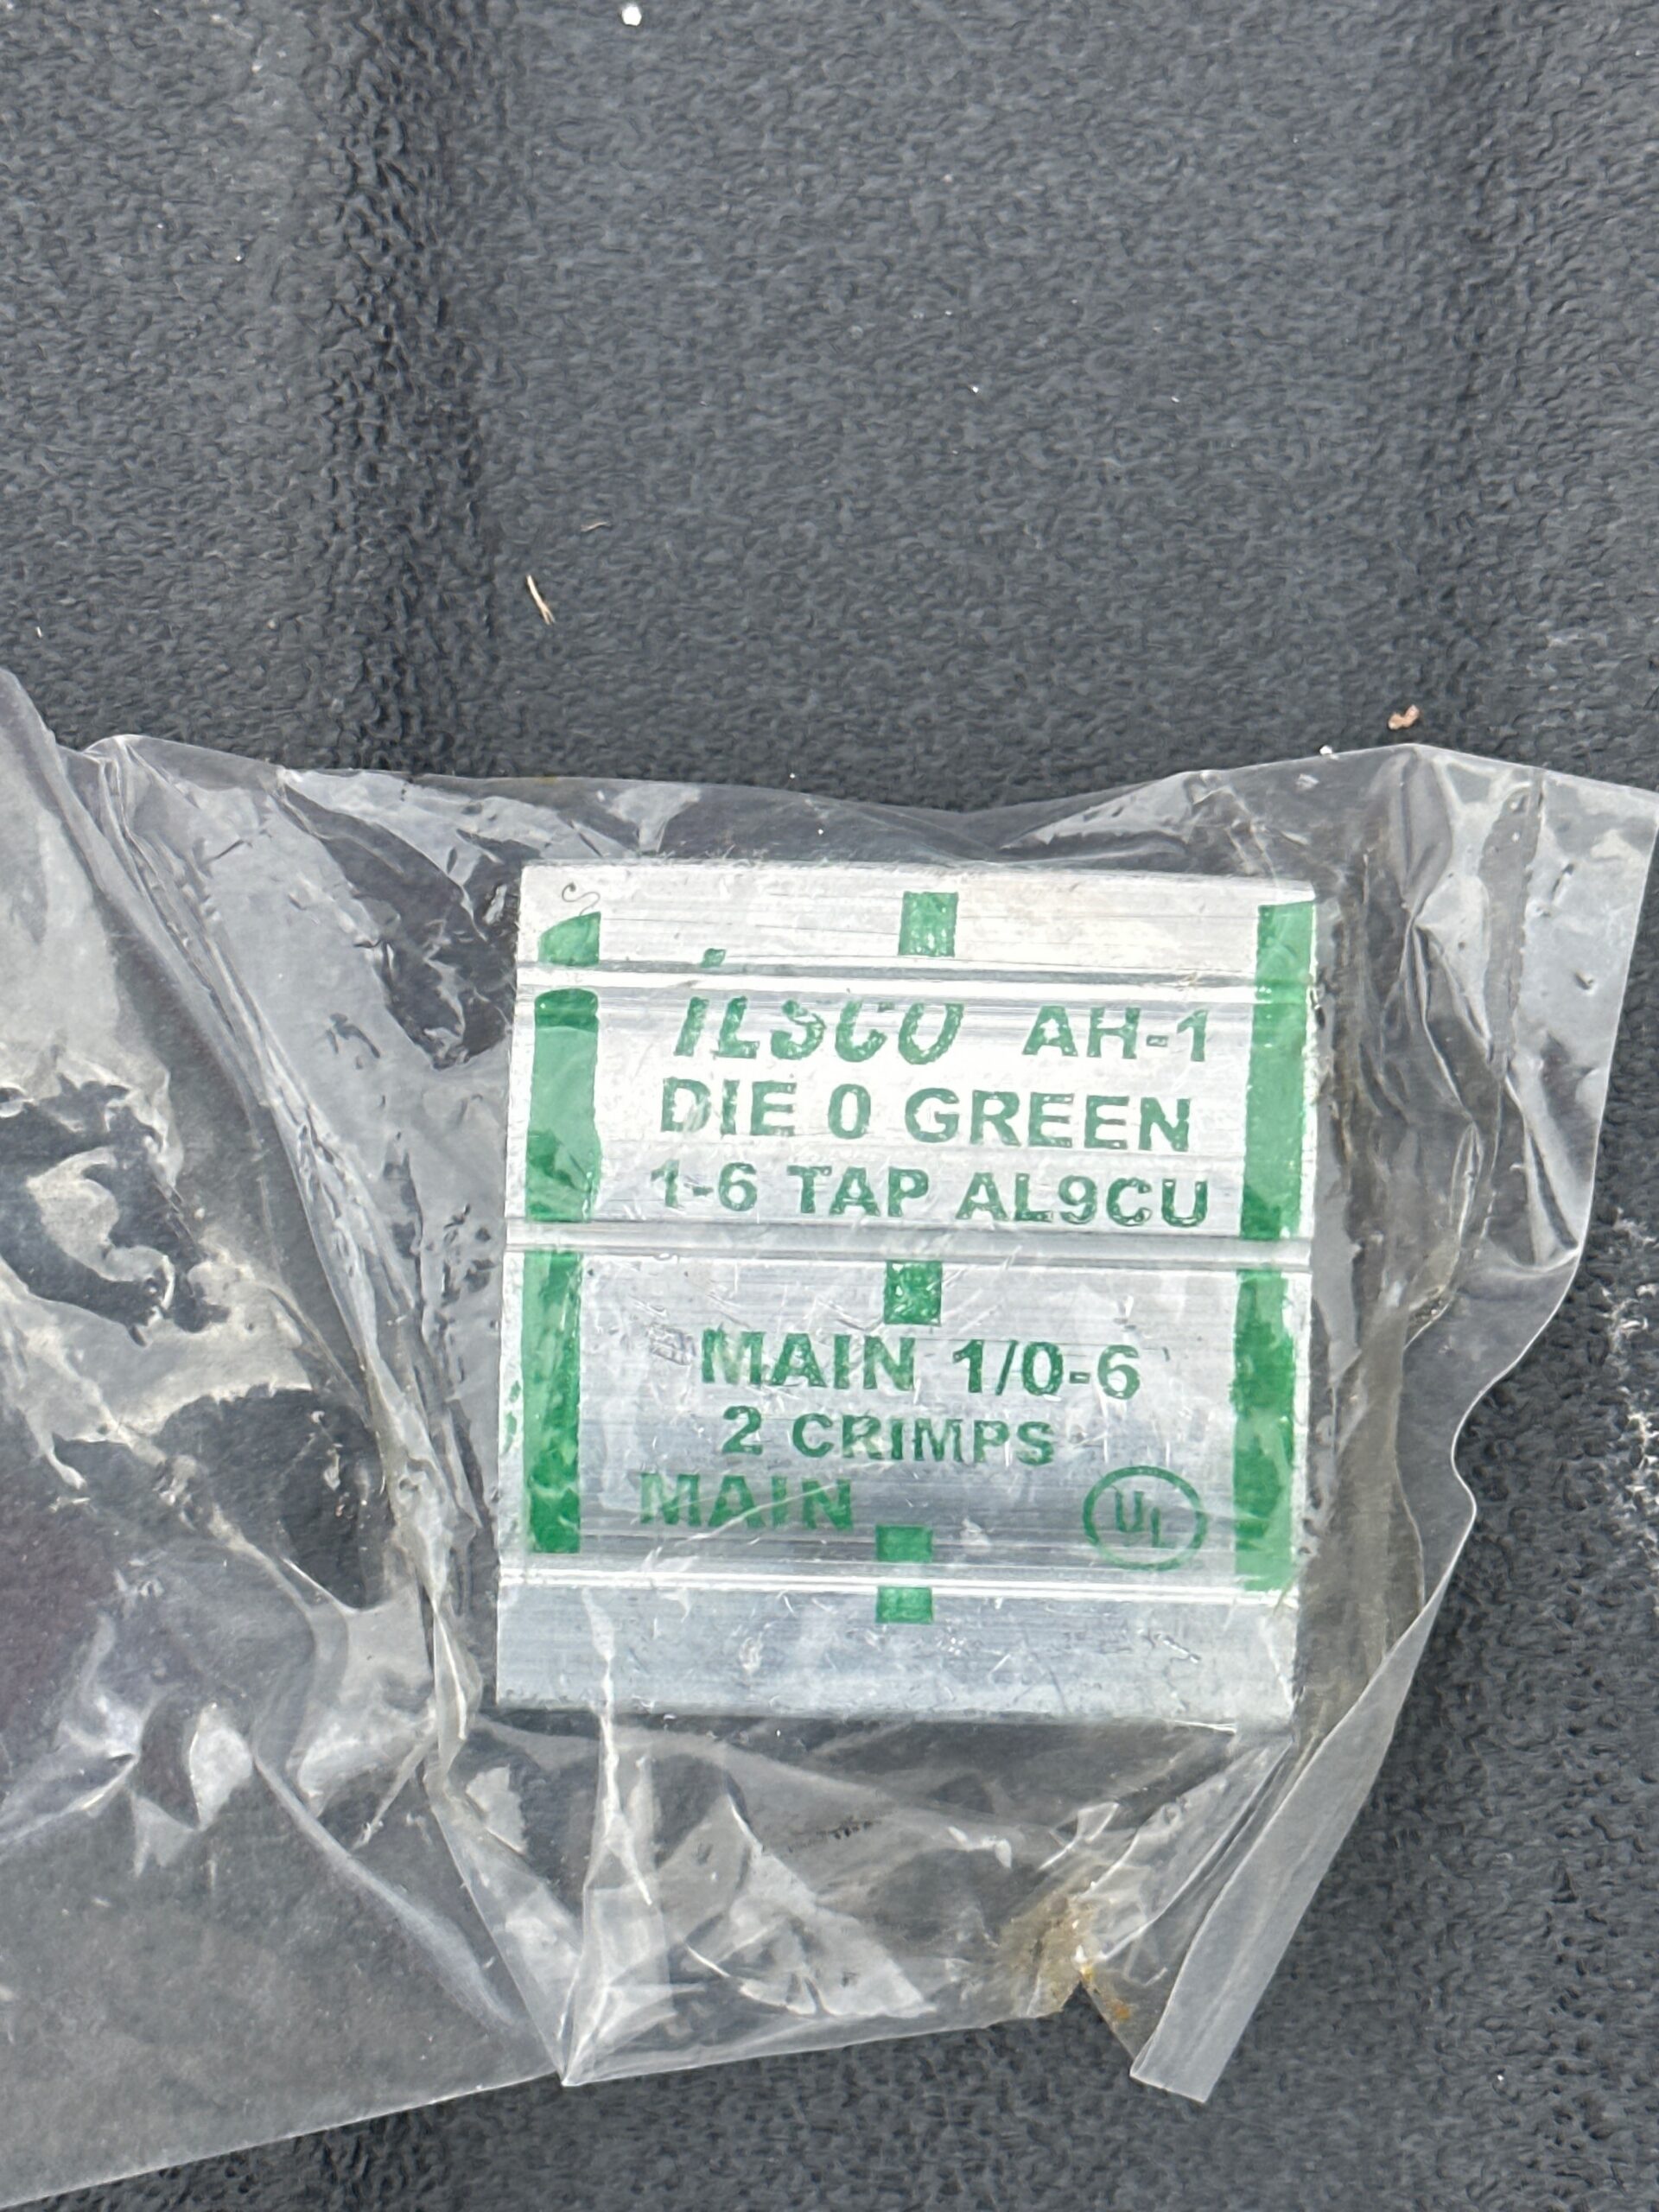 ILSCO AH-1
DIE 0 GREEN
1-6 TAP AL9CU
MAIN 1/0-6
2 CRIMPS
MAIN
UL